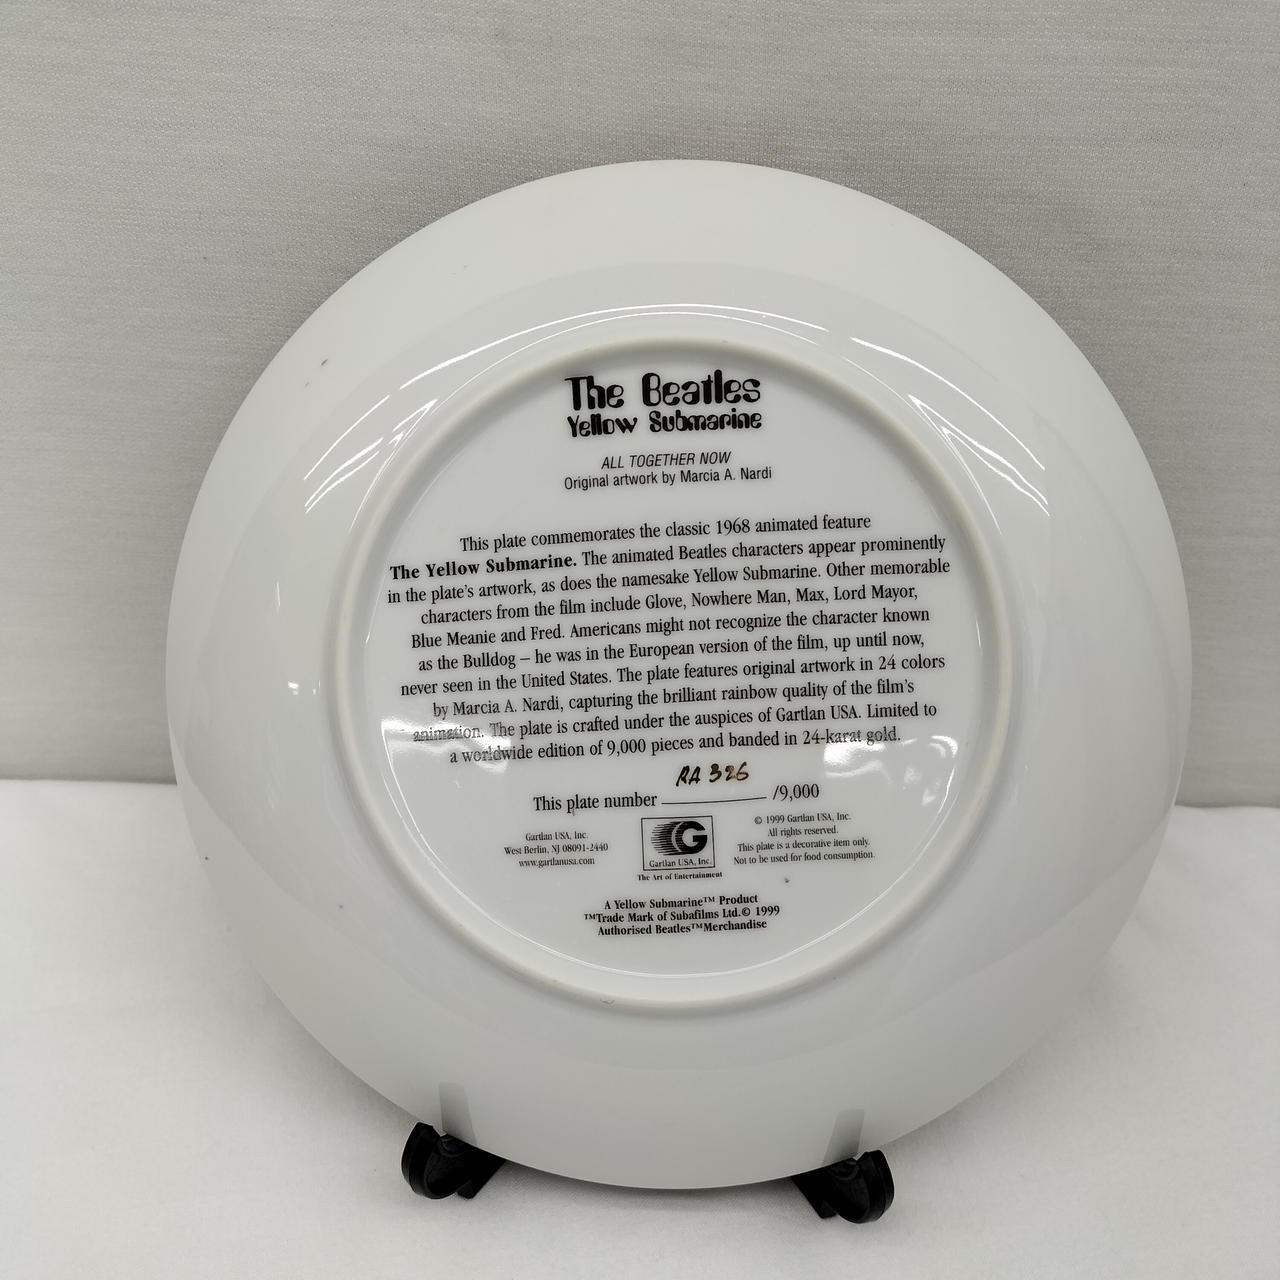 The Beatles
Yellow Submarine
ALL TOGETHER NOW
Original artwork by Marcia A. Nardi
This plate commemorates the classic 1968 animated feature
The Yellow Submarine. The animated Beatles characters appear prominently
in the plate's artwork, as does the namesake Yellow Submarine. Other memorable
characters from the film include Glove, Nowhere Man, Max, Lord Mayor,
Blue Meanie and Fred. Americans might not recognize the character known
as the Bulldog – he was in the European version of the film, up until now,
never seen in the United States. The plate features original artwork in 24 colors
by Marcia A. Nardi, capturing the brilliant rainbow quality of the film's
animation. The plate is crafted under the auspices of Gartlan USA. Limited to
a worldwide edition of 9,000 pieces and banded in 24-karat gold.
RA 326
This plate number ________ /9,000
Gartlan USA, Inc.
West Berlin, NJ 08091-2440
www.gartlanusa.com
G
Gartlan USA, Inc.
The Art of Entertainment
© 1999 Gartlan USA, Inc.
All rights reserved.
This plate is a decorative item only.
Not to be used for food consumption.
A Yellow Submarine™ Product
™Trade Mark of Subafilms Ltd.© 1999
Authorised Beatles™Merchandise